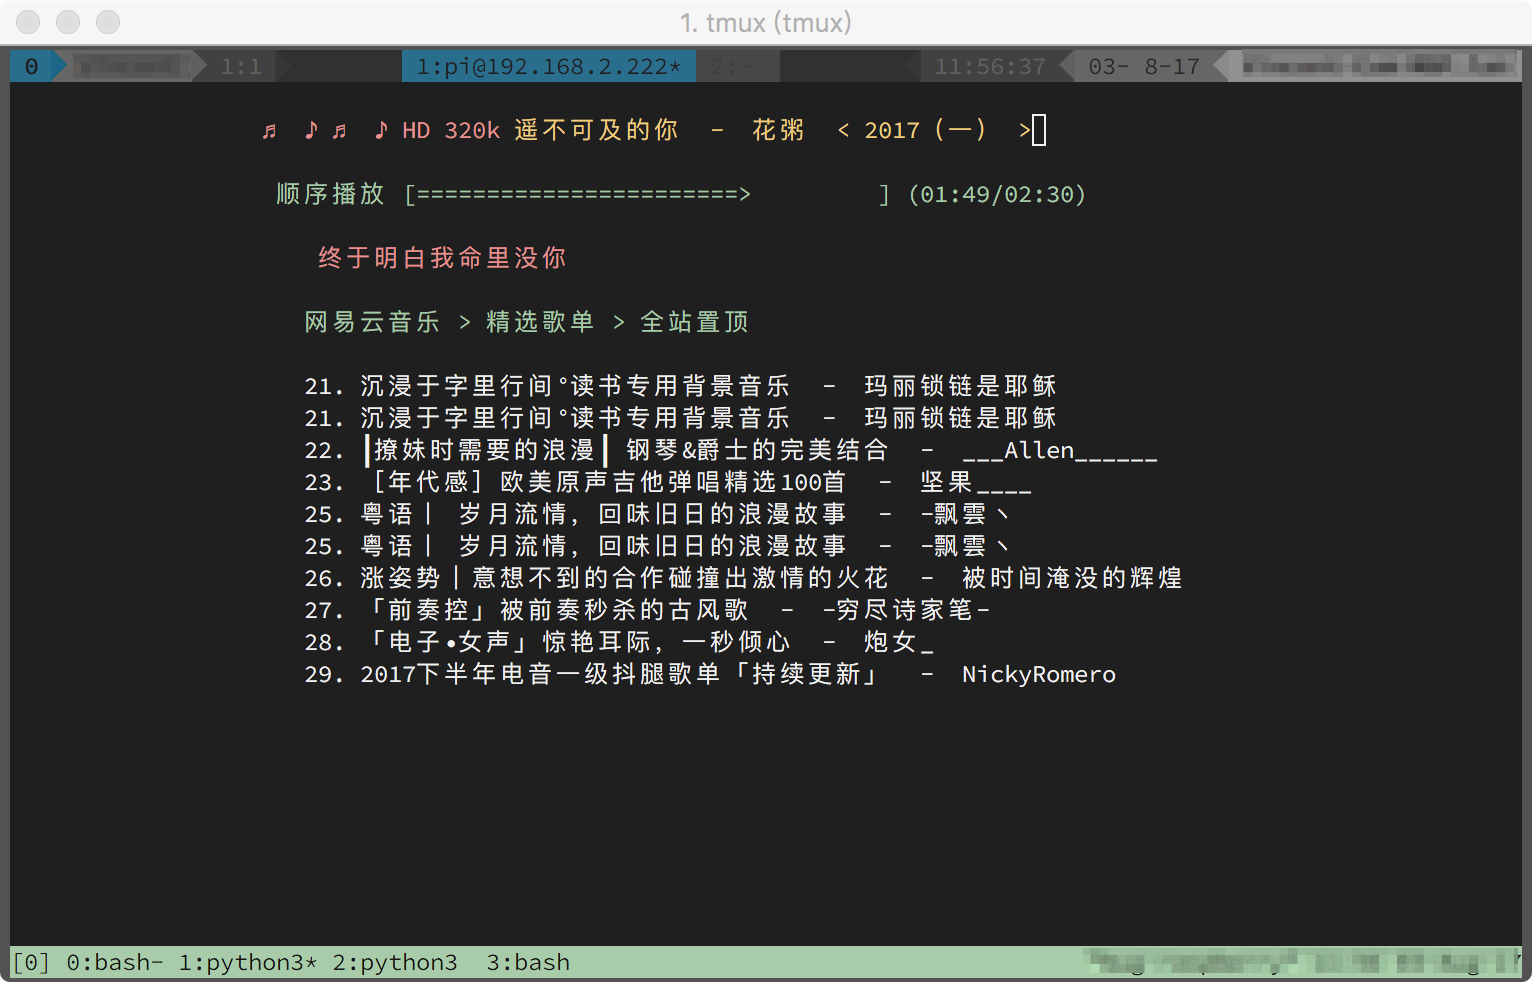 1. tmux (tmux)
0 1:1 1:pi@192.168.2.222* 2:~~ 11:56:37 03- 8-17
♬ ♪ ♬ ♪ HD 320k 遥不可及的你 - 花粥 < 2017（一） >
顺序播放 [=======================> ] (01:49/02:30)
终于明白我命里没你
网易云音乐 > 精选歌单 > 全站置顶
21. 沉浸于字里行间°读书专用背景音乐 - 玛丽锁链是耶稣
21. 沉浸于字里行间°读书专用背景音乐 - 玛丽锁链是耶稣
22. ┃撩妹时需要的浪漫┃ 钢琴&爵士的完美结合 - ___Allen______
23. ［年代感］欧美原声吉他弹唱精选100首 - 坚果____
25. 粤语丨 岁月流情，回味旧日的浪漫故事 - -飘雲丶
25. 粤语丨 岁月流情，回味旧日的浪漫故事 - -飘雲丶
26. 涨姿势｜意想不到的合作碰撞出激情的火花 - 被时间淹没的辉煌
27. 「前奏控」被前奏秒杀的古风歌 - -穷尽诗家笔-
28. 「电子•女声」惊艳耳际，一秒倾心 - 炮女_
29. 2017下半年电音一级抖腿歌单「持续更新」 - NickyRomero
[0] 0:bash- 1:python3* 2:python3 3:bash